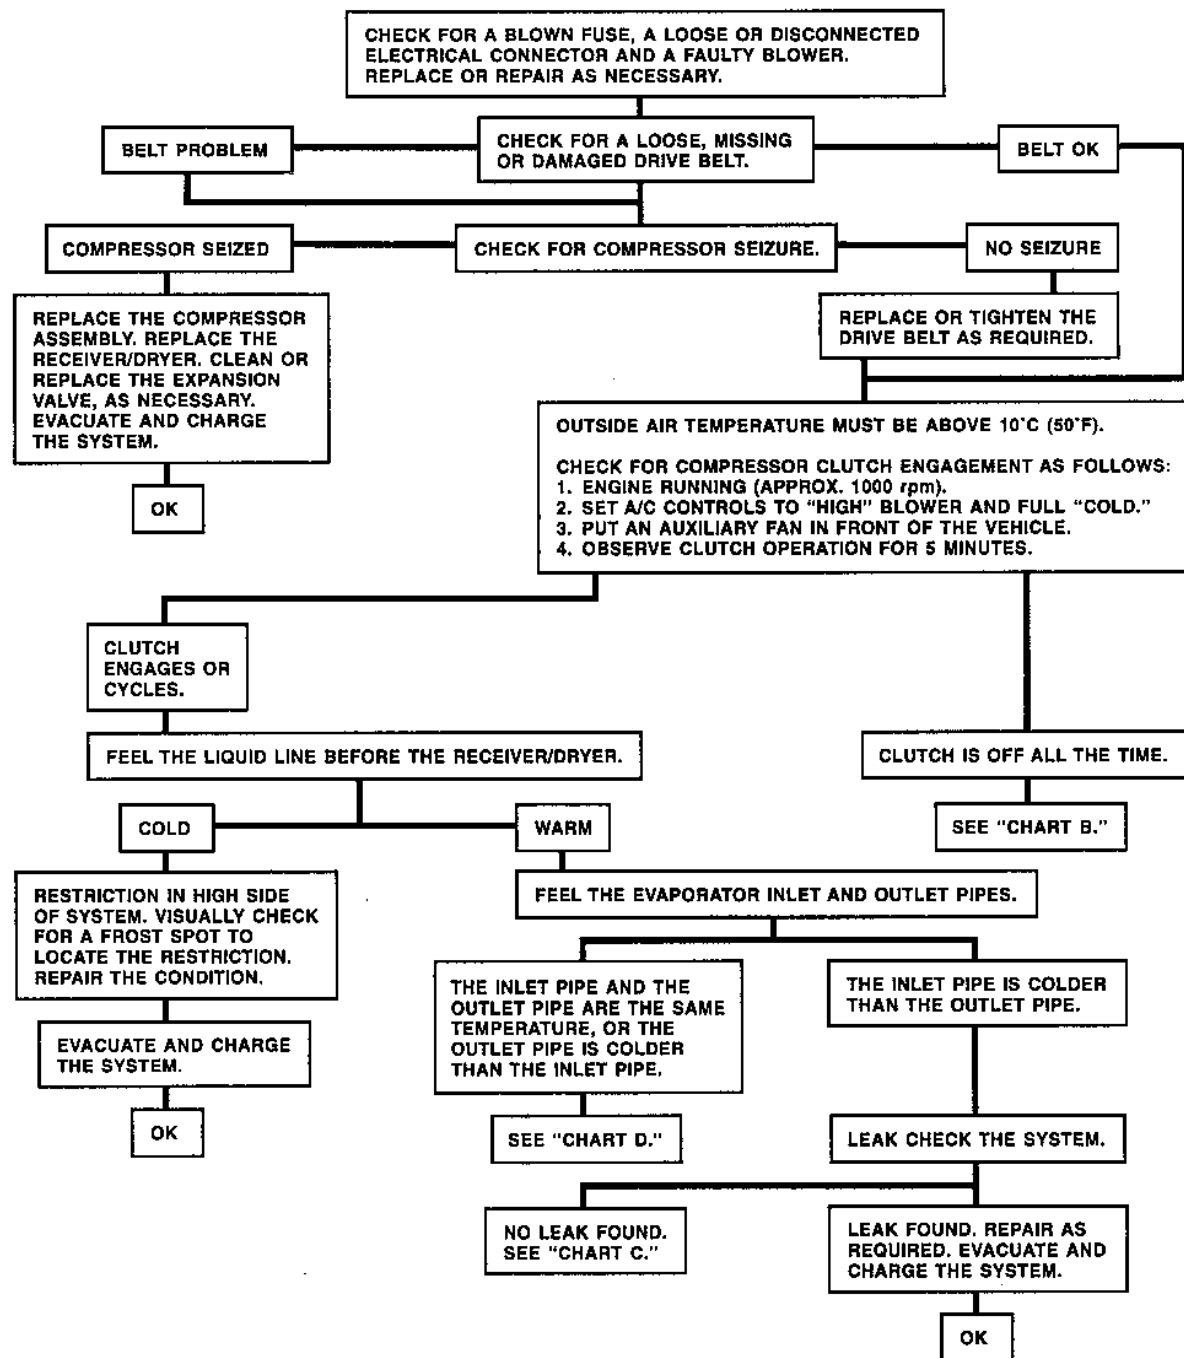 CHECK FOR A BLOWN FUSE, A LOOSE OR DISCONNECTED
ELECTRICAL CONNECTOR AND A FAULTY BLOWER.
REPLACE OR REPAIR AS NECESSARY.
BELT PROBLEM
CHECK FOR A LOOSE, MISSING
OR DAMAGED DRIVE BELT.
BELT OK
COMPRESSOR SEIZED
CHECK FOR COMPRESSOR SEIZURE.
NO SEIZURE
REPLACE THE COMPRESSOR
ASSEMBLY. REPLACE THE
RECEIVER/DRYER. CLEAN OR
REPLACE THE EXPANSION
VALVE, AS NECESSARY.
EVACUATE AND CHARGE
THE SYSTEM.
OK
REPLACE OR TIGHTEN THE
DRIVE BELT AS REQUIRED.
OUTSIDE AIR TEMPERATURE MUST BE ABOVE 10°C (50°F).
CHECK FOR COMPRESSOR CLUTCH ENGAGEMENT AS FOLLOWS:
1. ENGINE RUNNING (APPROX. 1000 rpm).
2. SET A/C CONTROLS TO "HIGH" BLOWER AND FULL "COLD."
3. PUT AN AUXILIARY FAN IN FRONT OF THE VEHICLE.
4. OBSERVE CLUTCH OPERATION FOR 5 MINUTES.
CLUTCH
ENGAGES OR
CYCLES.
FEEL THE LIQUID LINE BEFORE THE RECEIVER/DRYER.
CLUTCH IS OFF ALL THE TIME.
SEE "CHART B."
COLD
WARM
RESTRICTION IN HIGH SIDE
OF SYSTEM. VISUALLY CHECK
FOR A FROST SPOT TO
LOCATE THE RESTRICTION.
REPAIR THE CONDITION.
EVACUATE AND CHARGE
THE SYSTEM.
OK
FEEL THE EVAPORATOR INLET AND OUTLET PIPES.
THE INLET PIPE AND THE
OUTLET PIPE ARE THE SAME
TEMPERATURE, OR THE
OUTLET PIPE IS COLDER
THAN THE INLET PIPE.
SEE "CHART D."
THE INLET PIPE IS COLDER
THAN THE OUTLET PIPE.
LEAK CHECK THE SYSTEM.
NO LEAK FOUND.
SEE "CHART C."
LEAK FOUND. REPAIR AS
REQUIRED. EVACUATE AND
CHARGE THE SYSTEM.
OK